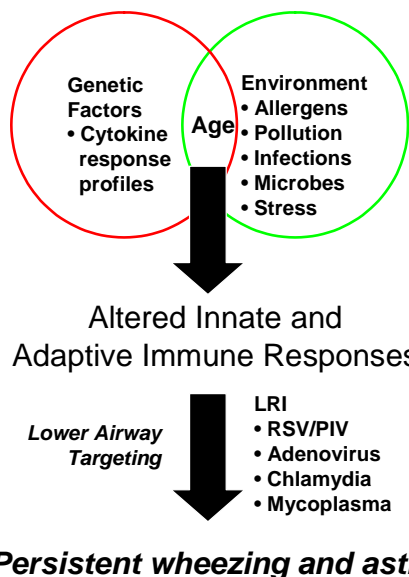 Genetic
Factors
• Cytokine
response
profiles
Age
Environment
• Allergens
• Pollution
• Infections
• Microbes
• Stress
Altered Innate and
Adaptive Immune Responses
Lower Airway
Targeting
LRI
• RSV/PIV
• Adenovirus
• Chlamydia
• Mycoplasma
Persistent wheezing and